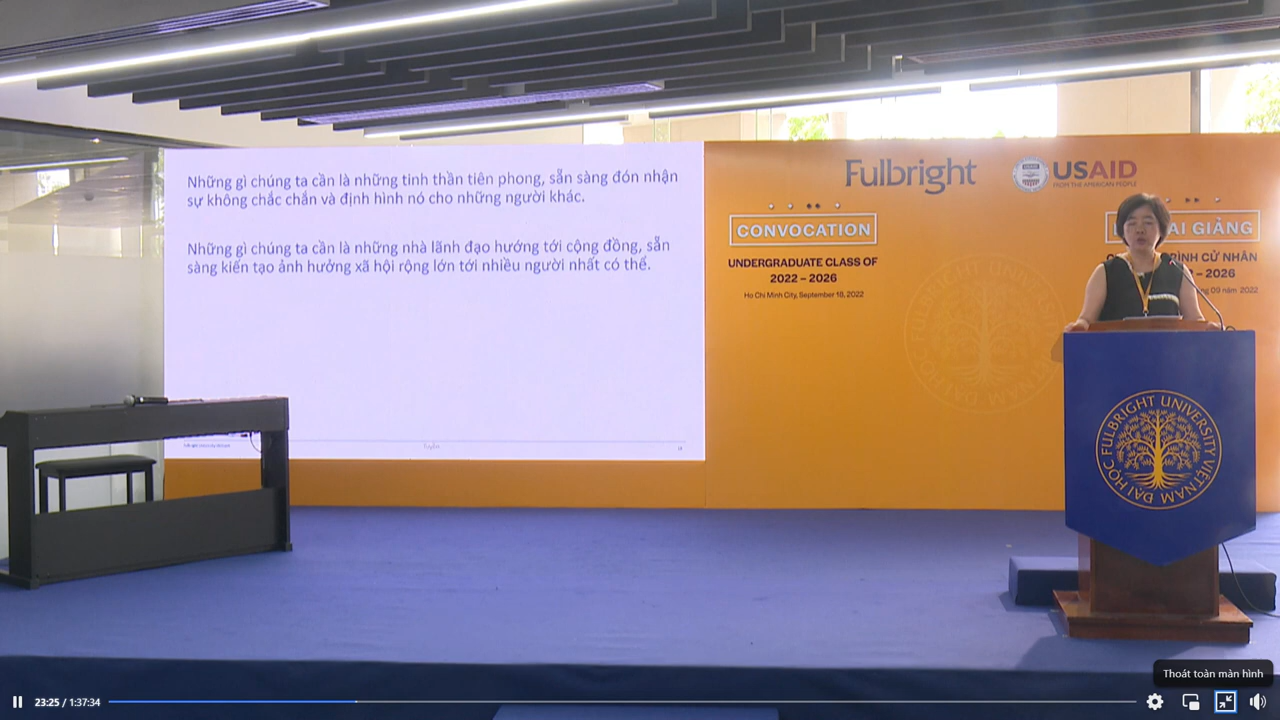 Những gì chúng ta cần là những tinh thần tiên phong, sẵn sàng đón nhận
sự không chắc chắn và định hình nó cho những người khác.
Những gì chúng ta cần là những nhà lãnh đạo hướng tới cộng đồng, sẵn
sàng kiến tạo ảnh hưởng xã hội rộng lớn tới nhiều người nhất có thể.
Fulbright
USAID
FROM THE AMERICAN PEOPLE
CONVOCATION
UNDERGRADUATE CLASS OF
2022 – 2026
Ho Chi Minh City, September 18, 2022
AI GIẢNG
RÌNH CỬ NHÂN
– 2026
09 năm 2022
FULBRIGHT UNIVERSITY VIETNAM
ĐẠI HỌC
Thoát toàn màn hình
23:25 / 1:37:34